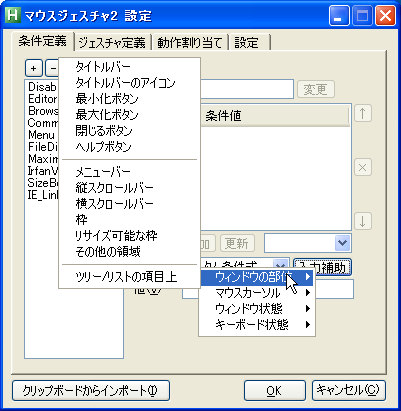 マウスジェスチャ2 設定
条件定義
ジェスチャ定義
動作割り当て
設定
+
-
変更
Disab
Editor
Brows
Comm
Menu
FileDi
Maxim
IrfanV
SizeBo
IE_Link
タイトルバー
タイトルバーのアイコン
最小化ボタン
最大化ボタン
閉じるボタン
ヘルプボタン
メニューバー
縦スクロールバー
横スクロールバー
枠
リサイズ可能な枠
その他の領域
ツリー/リストの項目上
条件値
↑
×
↓
加
更新
タム条件式
入力補助
値(V)
ウィンドウの部位
マウスカーソル
ウィンドウ状態
キーボード状態
クリップボードからインポート(I)
OK
キャンセル(C)